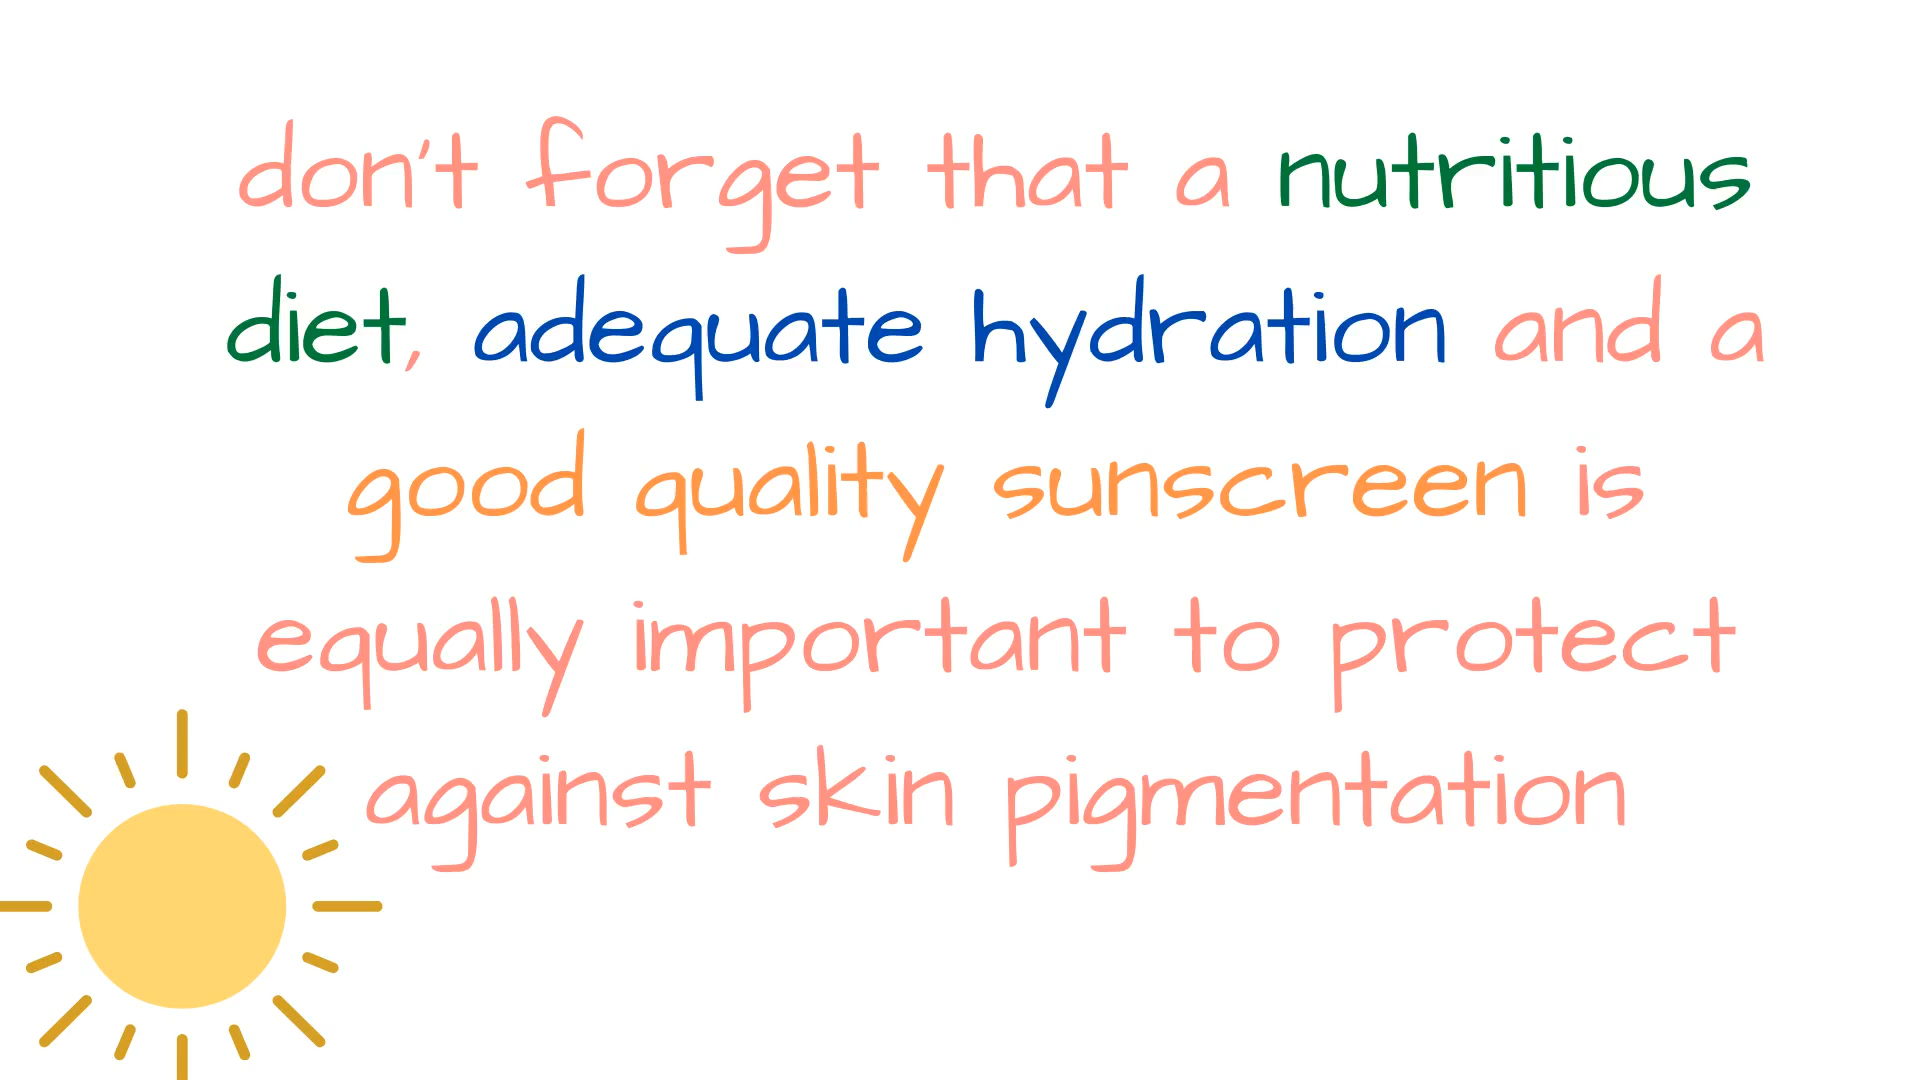 don't forget that a nutritious
diet, adequate hydration and a
good quality sunscreen is
equally important to protect
against skin pigmentation